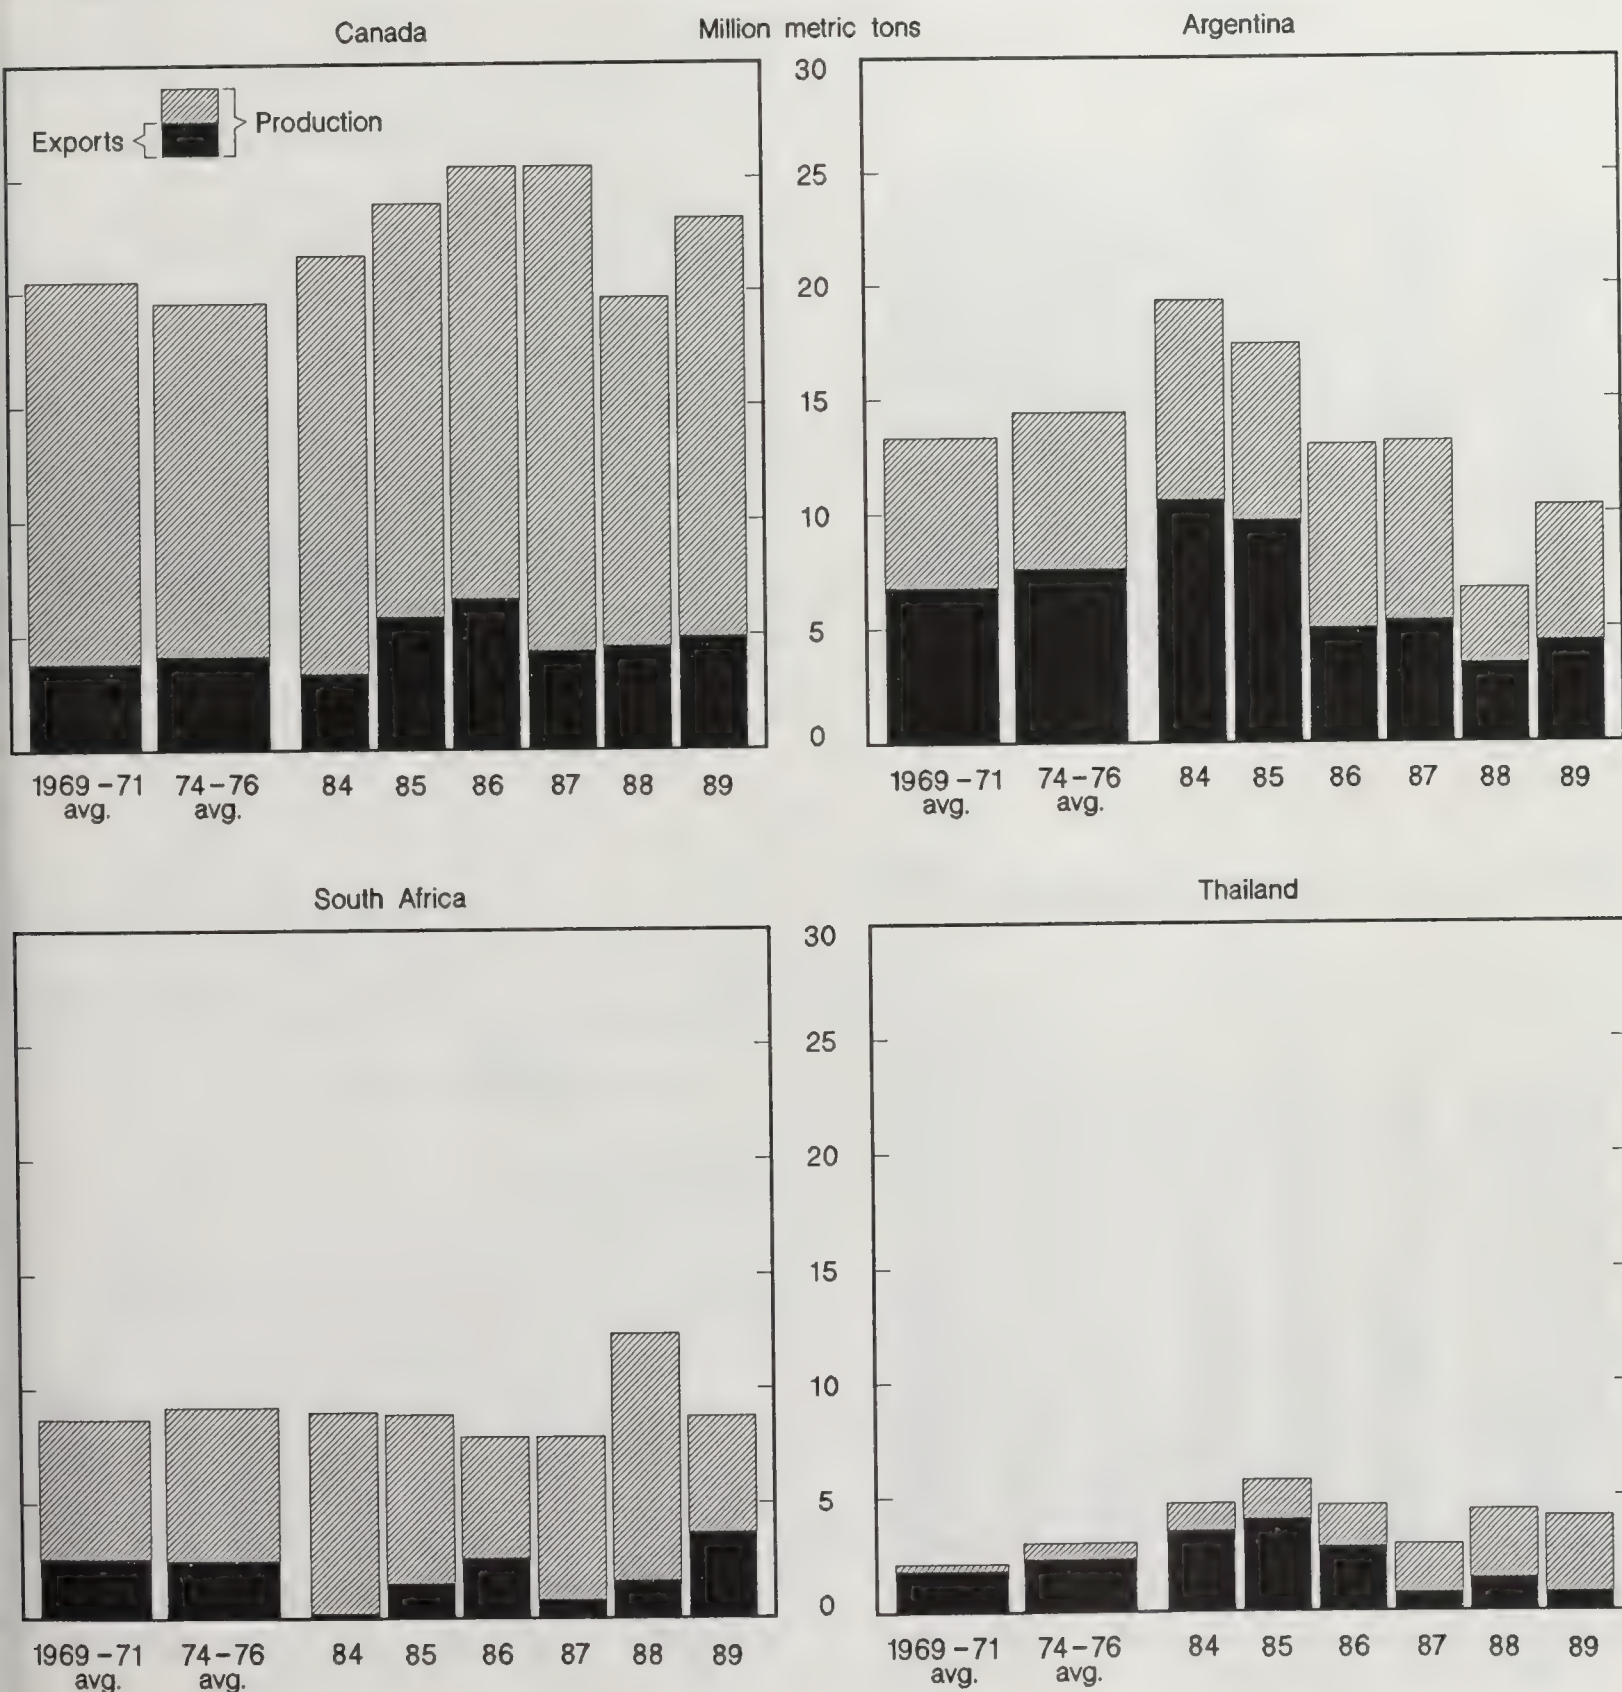 Canada Million metric tons Argentina
Exports Production
30
25
20
15
10
5
0
1969–71 74–76 84 85 86 87 88 89
avg. avg.
1969–71 74–76 84 85 86 87 88 89
avg. avg.
South Africa Thailand
30
25
20
15
10
5
0
1969–71 74–76 84 85 86 87 88 89
avg. avg.
1969–71 74–76 84 85 86 87 88 89
avg. avg.